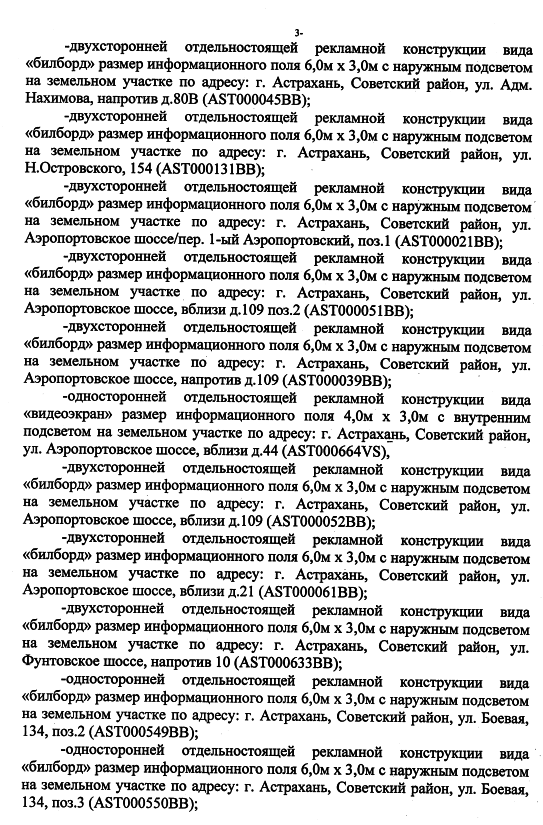 3-
-двухсторонней отдельностоящей рекламной конструкции вида
«билборд» размер информационного поля 6,0м х 3,0м с наружным подсветом
на земельном участке по адресу: г. Астрахань, Советский район, ул. Адм.
Нахимова, напротив д.80В (AST000045BB);
-двухсторонней отдельностоящей рекламной конструкции вида
«билборд» размер информационного поля 6,0м х 3,0м с наружным подсветом
на земельном участке по адресу: г. Астрахань, Советский район, ул.
Н.Островского, 154 (AST000131BB);
-двухсторонней отдельностоящей рекламной конструкции вида
«билборд» размер информационного поля 6,0м х 3,0м с наружным подсветом
на земельном участке по адресу: г. Астрахань, Советский район, ул.
Аэропортовское шоссе/пер. 1-ый Аэропортовский, поз.1 (AST000021BB);
-двухсторонней отдельностоящей рекламной конструкции вида
«билборд» размер информационного поля 6,0м х 3,0м с наружным подсветом
на земельном участке по адресу: г. Астрахань, Советский район, ул.
Аэропортовское шоссе, вблизи д.109 поз.2 (AST000051BB);
-двухсторонней отдельностоящей рекламной конструкции вида
«билборд» размер информационного поля 6,0м х 3,0м с наружным подсветом
на земельном участке по адресу: г. Астрахань, Советский район, ул.
Аэропортовское шоссе, напротив д.109 (AST000039BB);
-односторонней отдельностоящей рекламной конструкции вида
«видеоэкран» размер информационного поля 4,0м х 3,0м с внутренним
подсветом на земельном участке по адресу: г. Астрахань, Советский район,
ул. Аэропортовское шоссе, вблизи д.44 (AST000664VS),
-двухсторонней отдельностоящей рекламной конструкции вида
«билборд» размер информационного поля 6,0м х 3,0м с наружным подсветом
на земельном участке по адресу: г. Астрахань, Советский район, ул.
Аэропортовское шоссе, вблизи д.109 (AST000052BB);
-двухсторонней отдельностоящей рекламной конструкции вида
«билборд» размер информационного поля 6,0м х 3,0м с наружным подсветом
на земельном участке по адресу: г. Астрахань, Советский район, ул.
Аэропортовское шоссе, вблизи д.21 (AST000061BB);
-двухсторонней отдельностоящей рекламной конструкции вида
«билборд» размер информационного поля 6,0м х 3,0м с наружным подсветом
на земельном участке по адресу: г. Астрахань, Советский район, ул.
Фунтовское шоссе, напротив 10 (AST000633BB);
-односторонней отдельностоящей рекламной конструкции вида
«билборд» размер информационного поля 6,0м х 3,0м с наружным подсветом
на земельном участке по адресу: г. Астрахань, Советский район, ул. Боевая,
134, поз.2 (AST000549BB);
-односторонней отдельностоящей рекламной конструкции вида
«билборд» размер информационного поля 6,0м х 3,0м с наружным подсветом
на земельном участке по адресу: г. Астрахань, Советский район, ул. Боевая,
134, поз.3 (AST000550BB);